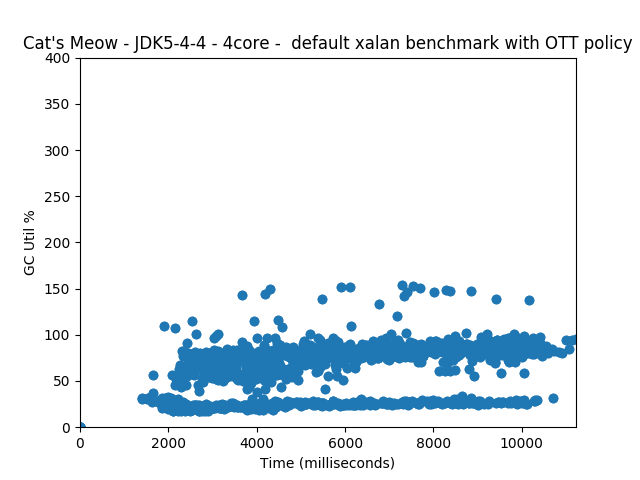 Cat's Meow - JDK5-4-4 - 4core -  default xalan benchmark with OTT policy
400
350
300
250
200
150
100
50
0
GC Util %
0 2000 4000 6000 8000 10000
Time (milliseconds)